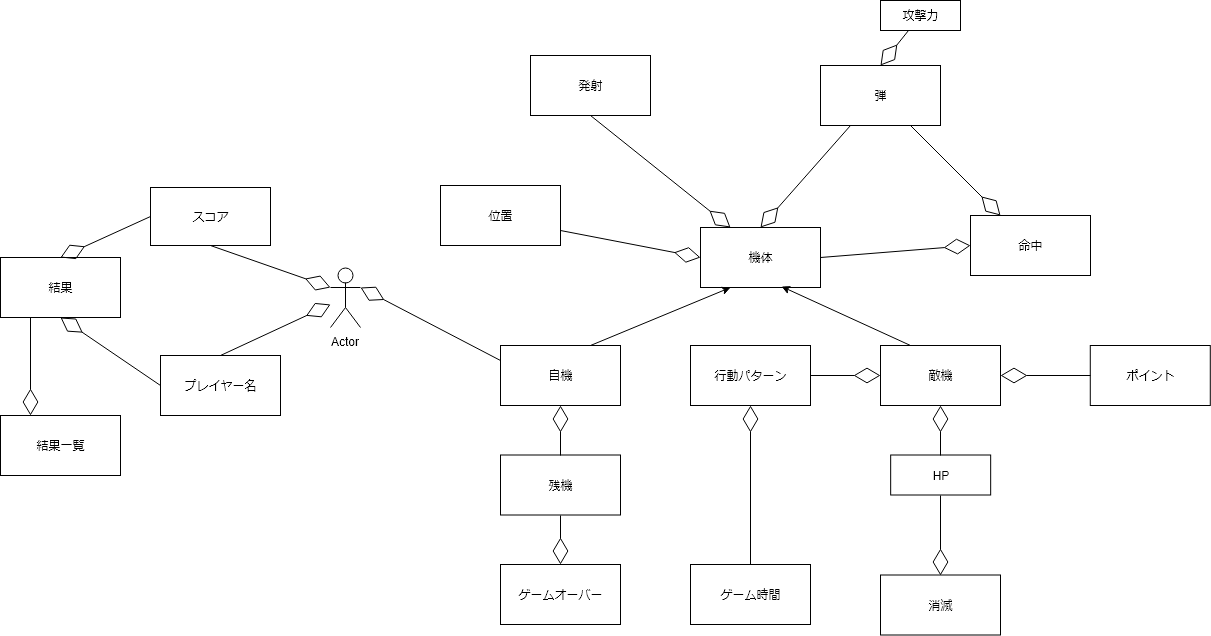 攻撃力
発射
弾
スコア
位置
機体
命中
結果
Actor
プレイヤー名
自機
行動パターン
敵機
ポイント
結果一覧
残機
HP
ゲームオーバー
ゲーム時間
消滅